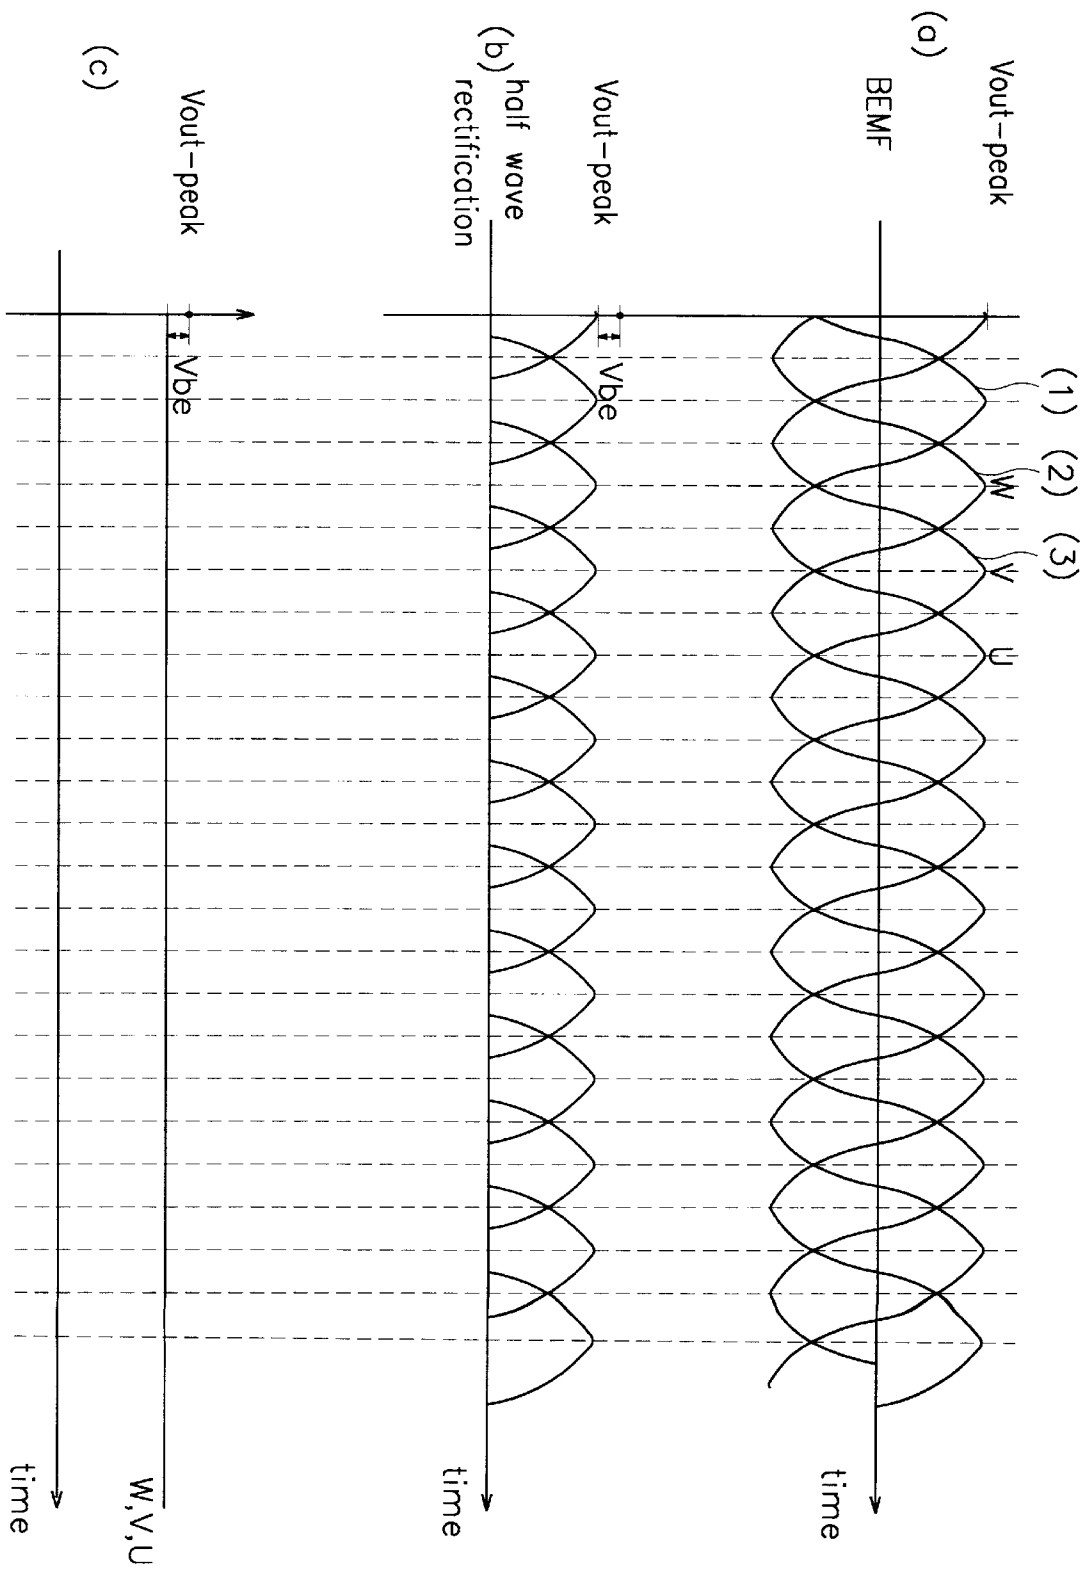 (a)
Vout-peak
BEMF
(1)
(2)
(3)
W
V
U
time
(b)
Vout-peak
half wave
rectification
Vbe
time
(c)
Vout-peak
Vbe
W,V,U
time